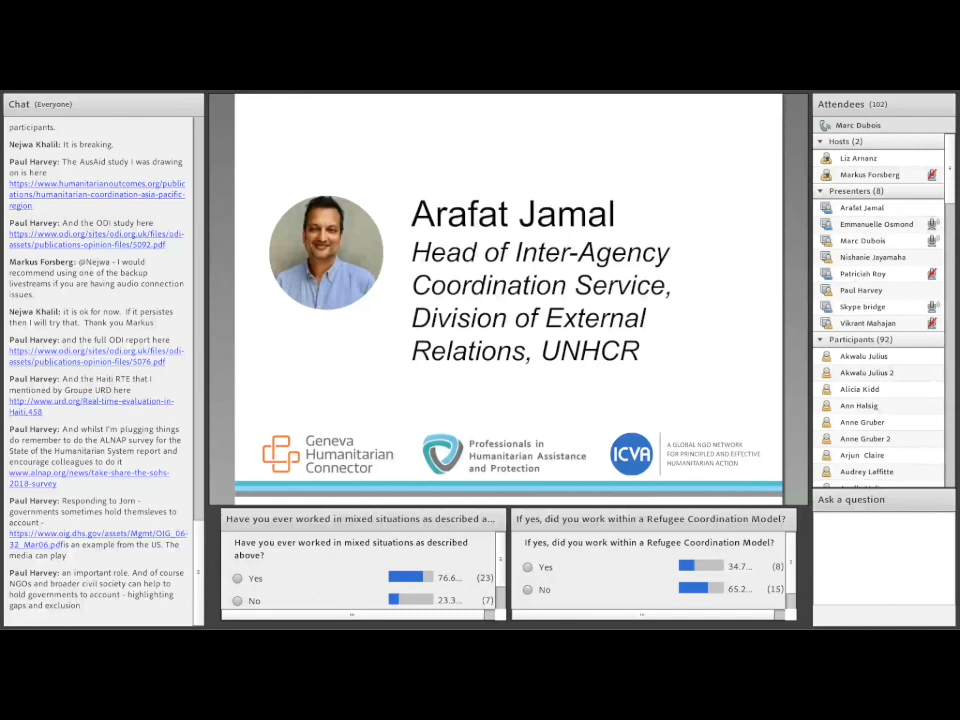 Chat (Everyone)
participants.
Nejwa Khalil: It is breaking.
Paul Harvey: The AusAid study I was drawing
on is here
https://www.humanitarianoutcomes.org/public
ations/humanitarian-coordination-asia-pacific-
region
Paul Harvey: And the ODI study here
https://www.odi.org/sites/odi.org.uk/files/odi-
assets/publications-opinion-files/5092.pdf
Markus Forsberg: @Nejwa - I would
recommend using one of the backup
livestreams if you are having audio connection
issues.
Nejwa Khalil: it is ok for now. If it persistes
then I will try that. Thank you Markus
Paul Harvey: and the full ODI report here
https://www.odi.org/sites/odi.org.uk/files/odi-
assets/publications-opinion-files/5076.pdf
Paul Harvey: And the Haiti RTE that I
mentioned by Groupe URD here
http://www.urd.org/Real-time-evaluation-in-
Haiti,458
Paul Harvey: And whilst I'm plugging things
do remember to do the ALNAP survey for the
State of the Humanitarian System report and
encourage colleagues to do it
www.alnap.org/news/take-share-the-sohs-
2018-survey
Paul Harvey: Responding to Jorn -
governments sometimes hold themsleves to
account -
https://www.oig.dhs.gov/assets/Mgmt/OIG_06-
32_Mar06.pdfis an example from the US. The
media can play
Paul Harvey: an important role. And of course
NGOs and broader civil society can help to
hold governments to account - highlighting
gaps and exclusion
Arafat Jamal
Head of Inter-Agency
Coordination Service,
Division of External
Relations, UNHCR
Geneva
Humanitarian
Connector
Professionals in
Humanitarian Assistance
and Protection
ICVA
A GLOBAL NGO NETWORK
FOR PRINCIPLED AND EFFECTIVE
HUMANITARIAN ACTION
Have you ever worked in mixed situations as described a...
Have you ever worked in mixed situations as described
above?
Yes 76.6... (23)
No 23.3... (7)
If yes, did you work within a Refugee Coordination Model?
If yes, did you work within a Refugee Coordination Model?
Yes 34.7... (8)
No 65.2... (15)
Attendees (102)
Marc Dubois
Hosts (2)
Liz Arnanz
Markus Forsberg
Presenters (8)
Arafat Jamal
Emmanuelle Osmond
Marc Dubois
Nishanie Jayamaha
Patriciah Roy
Paul Harvey
Skype bridge
Vikrant Mahajan
Participants (92)
Akwalu Julius
Akwalu Julius 2
Alicia Kidd
Ann Halsig
Anne Gruber
Anne Gruber 2
Arjun Claire
Audrey Laffitte
Ask a question